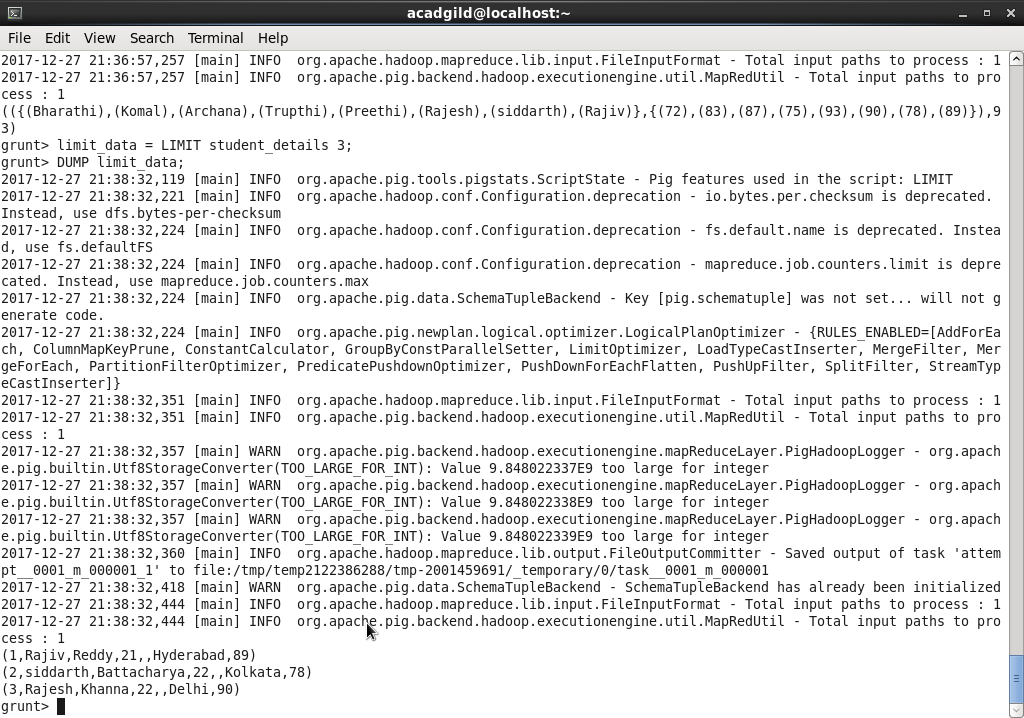 acadgild@localhost:~
File Edit View Search Terminal Help
2017-12-27 21:36:57,257 [main] INFO  org.apache.hadoop.mapreduce.lib.input.FileInputFormat - Total input paths to process : 1
2017-12-27 21:36:57,257 [main] INFO  org.apache.pig.backend.hadoop.executionengine.util.MapRedUtil - Total input paths to pro
cess : 1
(({(Bharathi),(Komal),(Archana),(Trupthi),(Preethi),(Rajesh),(siddarth),(Rajiv)},{(72),(83),(87),(75),(93),(90),(78),(89)}),9
3)
grunt> limit_data = LIMIT student_details 3;
grunt> DUMP limit_data;
2017-12-27 21:38:32,119 [main] INFO  org.apache.pig.tools.pigstats.ScriptState - Pig features used in the script: LIMIT
2017-12-27 21:38:32,221 [main] INFO  org.apache.hadoop.conf.Configuration.deprecation - io.bytes.per.checksum is deprecated.
Instead, use dfs.bytes-per-checksum
2017-12-27 21:38:32,224 [main] INFO  org.apache.hadoop.conf.Configuration.deprecation - fs.default.name is deprecated. Instea
d, use fs.defaultFS
2017-12-27 21:38:32,224 [main] INFO  org.apache.hadoop.conf.Configuration.deprecation - mapreduce.job.counters.limit is depre
cated. Instead, use mapreduce.job.counters.max
2017-12-27 21:38:32,224 [main] INFO  org.apache.pig.data.SchemaTupleBackend - Key [pig.schematuple] was not set... will not g
enerate code.
2017-12-27 21:38:32,224 [main] INFO  org.apache.pig.newplan.logical.optimizer.LogicalPlanOptimizer - {RULES_ENABLED=[AddForEa
ch, ColumnMapKeyPrune, ConstantCalculator, GroupByConstParallelSetter, LimitOptimizer, LoadTypeCastInserter, MergeFilter, Mer
geForEach, PartitionFilterOptimizer, PredicatePushdownOptimizer, PushDownForEachFlatten, PushUpFilter, SplitFilter, StreamTyp
eCastInserter]}
2017-12-27 21:38:32,351 [main] INFO  org.apache.hadoop.mapreduce.lib.input.FileInputFormat - Total input paths to process : 1
2017-12-27 21:38:32,351 [main] INFO  org.apache.pig.backend.hadoop.executionengine.util.MapRedUtil - Total input paths to pro
cess : 1
2017-12-27 21:38:32,357 [main] WARN  org.apache.pig.backend.hadoop.executionengine.mapReduceLayer.PigHadoopLogger - org.apach
e.pig.builtin.Utf8StorageConverter(TOO_LARGE_FOR_INT): Value 9.848022337E9 too large for integer
2017-12-27 21:38:32,357 [main] WARN  org.apache.pig.backend.hadoop.executionengine.mapReduceLayer.PigHadoopLogger - org.apach
e.pig.builtin.Utf8StorageConverter(TOO_LARGE_FOR_INT): Value 9.848022338E9 too large for integer
2017-12-27 21:38:32,357 [main] WARN  org.apache.pig.backend.hadoop.executionengine.mapReduceLayer.PigHadoopLogger - org.apach
e.pig.builtin.Utf8StorageConverter(TOO_LARGE_FOR_INT): Value 9.848022339E9 too large for integer
2017-12-27 21:38:32,360 [main] INFO  org.apache.hadoop.mapreduce.lib.output.FileOutputCommitter - Saved output of task 'attem
pt__0001_m_000001_1' to file:/tmp/temp2122386288/tmp-2001459691/_temporary/0/task__0001_m_000001
2017-12-27 21:38:32,418 [main] WARN  org.apache.pig.data.SchemaTupleBackend - SchemaTupleBackend has already been initialized
2017-12-27 21:38:32,444 [main] INFO  org.apache.hadoop.mapreduce.lib.input.FileInputFormat - Total input paths to process : 1
2017-12-27 21:38:32,444 [main] INFO  org.apache.pig.backend.hadoop.executionengine.util.MapRedUtil - Total input paths to pro
cess : 1
(1,Rajiv,Reddy,21,,Hyderabad,89)
(2,siddarth,Battacharya,22,,Kolkata,78)
(3,Rajesh,Khanna,22,,Delhi,90)
grunt>